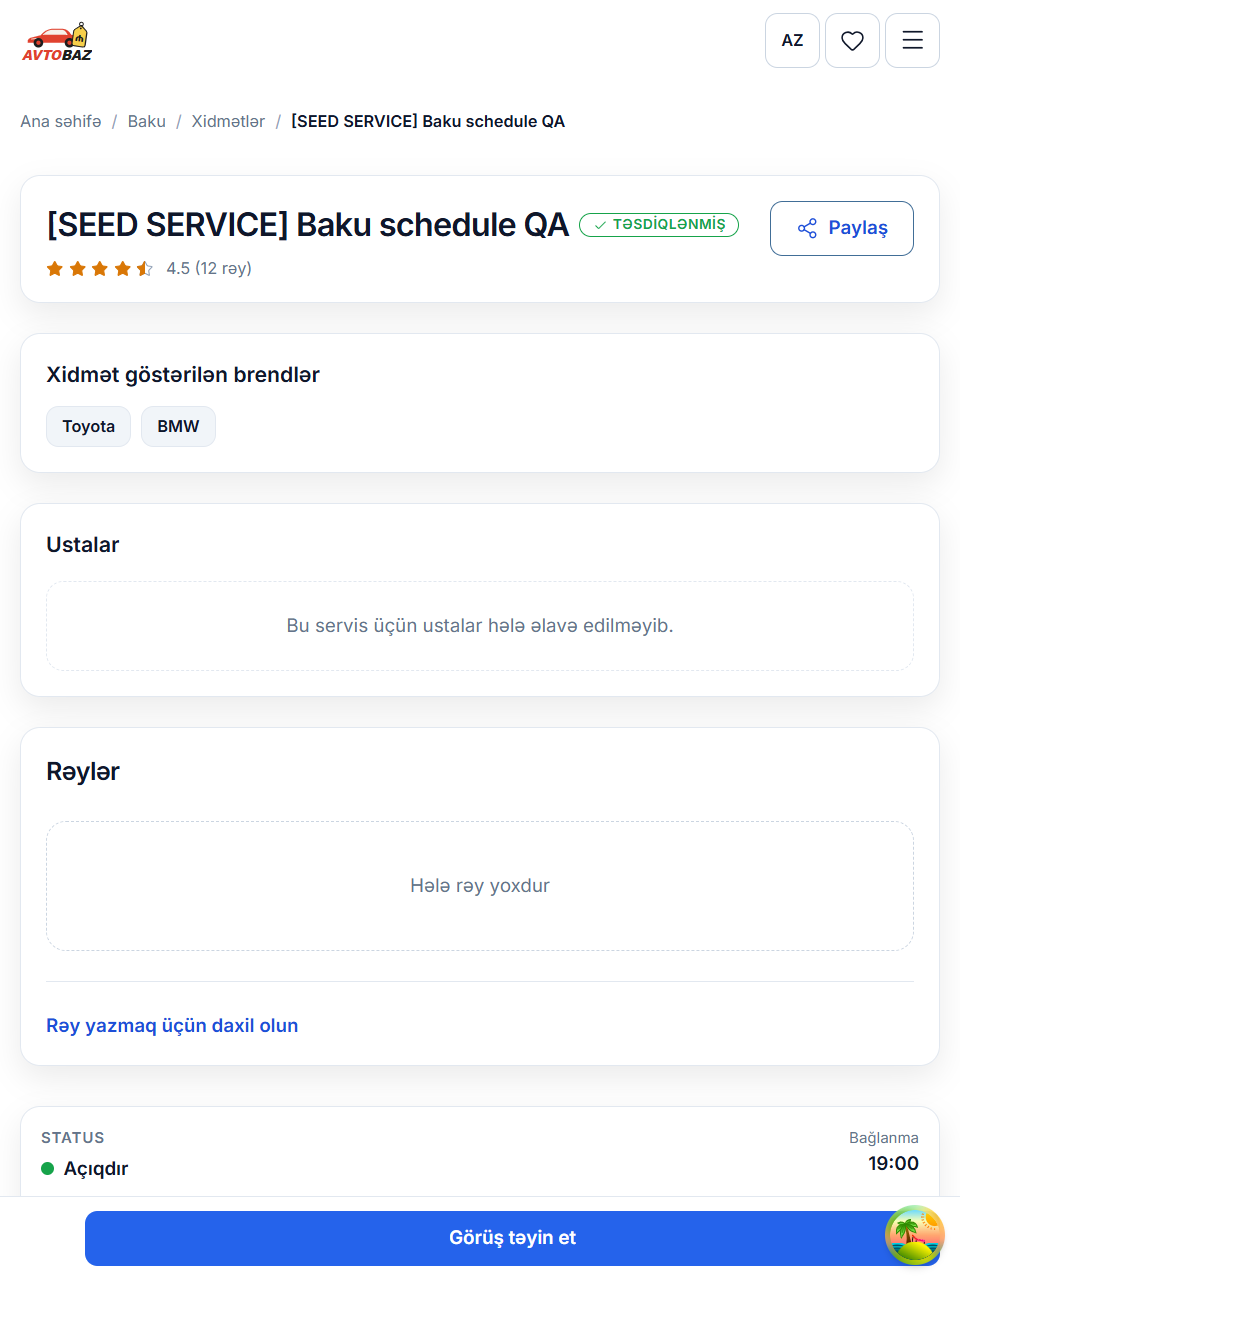 AVTOBAZ
AZ
Ana səhifə / Baku / Xidmətlər / [SEED SERVICE] Baku schedule QA
[SEED SERVICE] Baku schedule QA
TƏSDİQLƏNMİŞ
Paylaş
4.5 (12 rəy)
Xidmət göstərilən brendlər
Toyota
BMW
Ustalar
Bu servis üçün ustalar hələ əlavə edilməyib.
Rəylər
Hələ rəy yoxdur
Rəy yazmaq üçün daxil olun
STATUS
Bağlanma
Açıqdır
19:00
Görüş təyin et